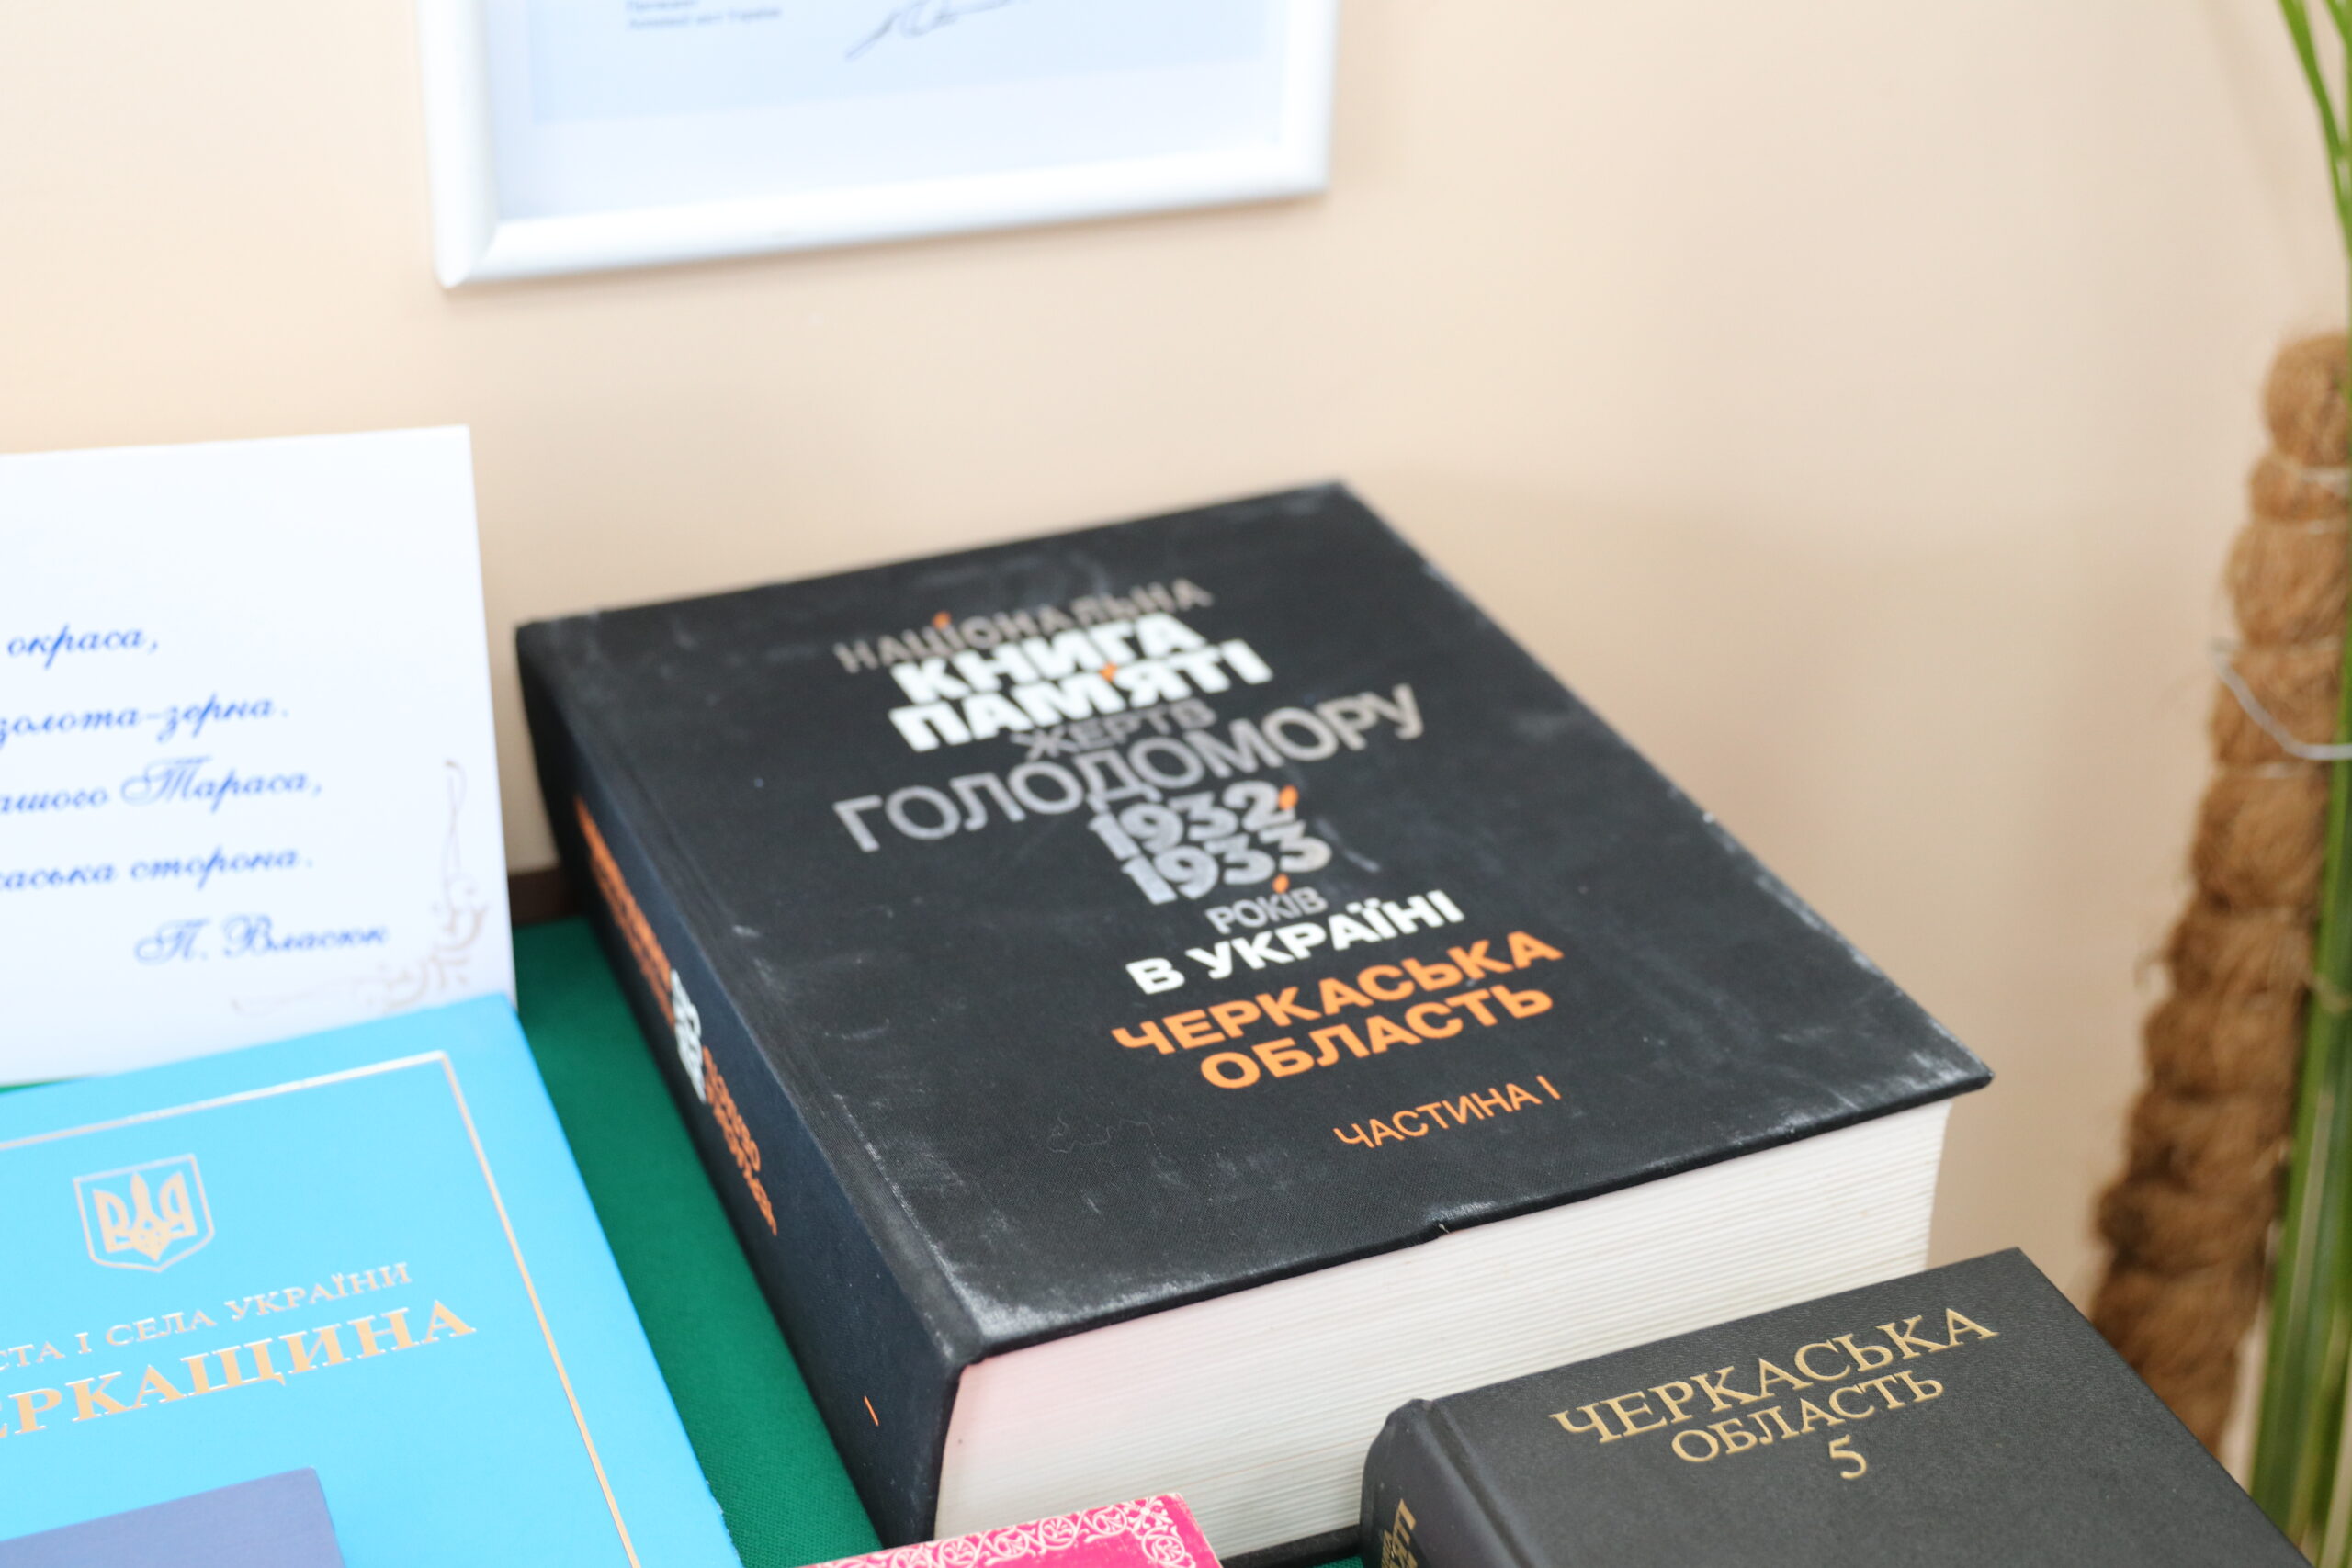 окраса,
золота-зерна.
Тараса,
сторона.
П. Власюк
НАЦІОНАЛЬНА
КНИГА
ПАМ'ЯТІ
ЖЕРТВ
ГОЛОДОМОРУ
1932
1933
РОКІВ
В УКРАЇНІ
ЧЕРКАСЬКА
ОБЛАСТЬ
ЧАСТИНА І
І СЕЛА УКРАЇНИ
ЕРКАЩИНА
ЧЕРКАСЬКА
ОБЛАСТЬ
5